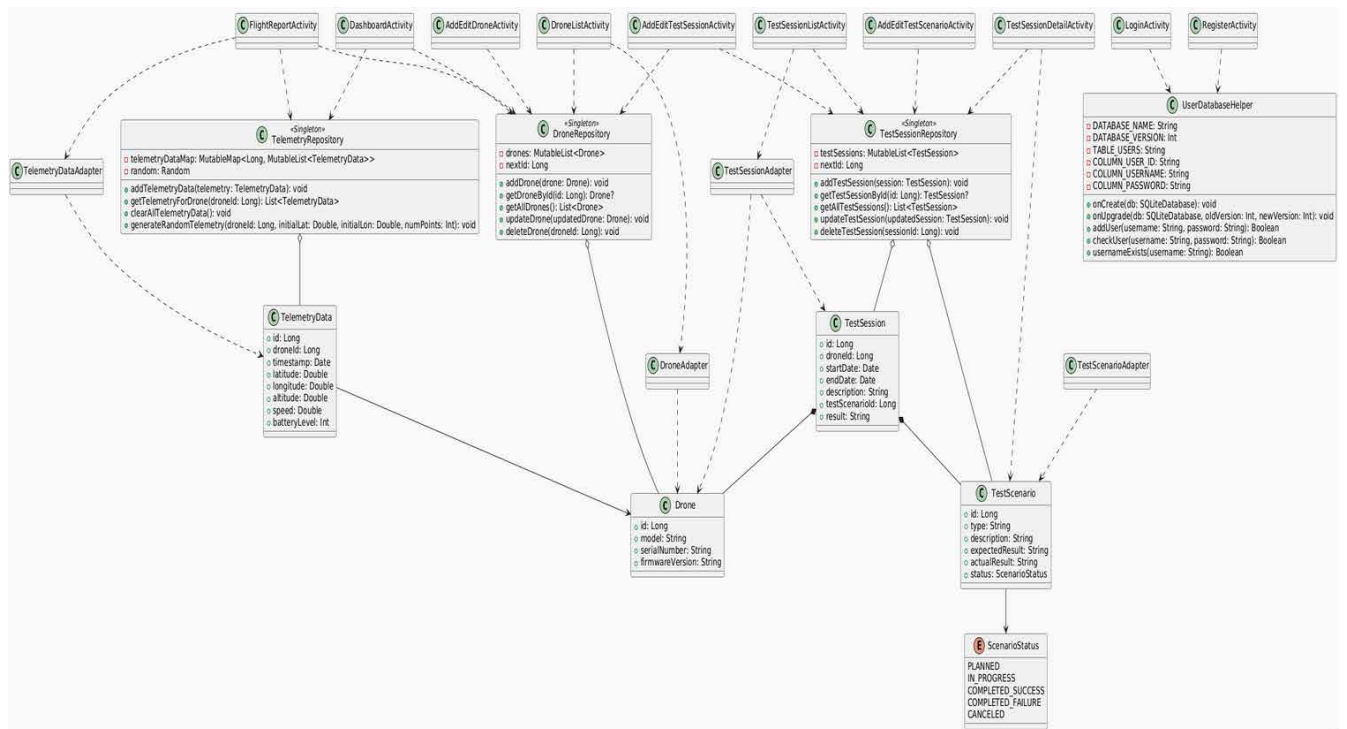 C FlightReportActivity
C DashboardActivity
C AddEditDroneActivity
C DroneListActivity
C AddEditTestSessionActivity
C TestSessionListActivity
C AddEditTestScenarioActivity
C TestSessionDetailActivity
C LoginActivity
C RegisterActivity
C TelemetryDataAdapter
«Singleton»
C TelemetryRepository
telemetryDataMap: MutableMap<Long, MutableList<TelemetryData>>
random: Random
addTelemetryData(telemetry: TelemetryData): void
getTelemetryForDrone(droneId: Long): List<TelemetryData>
clearAllTelemetryData(): void
generateRandomTelemetry(droneId: Long, initialLat: Double, initialLon: Double, numPoints: Int): void
«Singleton»
C DroneRepository
drones: MutableList<Drone>
nextId: Long
addDrone(drone: Drone): void
getDroneById(id: Long): Drone?
getAllDrones(): List<Drone>
updateDrone(updatedDrone: Drone): void
deleteDrone(droneId: Long): void
C TestSessionAdapter
«Singleton»
C TestSessionRepository
testSessions: MutableList<TestSession>
nextId: Long
addTestSession(session: TestSession): void
getTestSessionById(id: Long): TestSession?
getAllTestSessions(): List<TestSession>
updateTestSession(updatedSession: TestSession): void
deleteTestSession(sessionId: Long): void
C UserDatabaseHelper
DATABASE_NAME: String
DATABASE_VERSION: Int
TABLE_USERS: String
COLUMN_USER_ID: String
COLUMN_USERNAME: String
COLUMN_PASSWORD: String
onCreate(db: SQLiteDatabase): void
onUpgrade(db: SQLiteDatabase, oldVersion: Int, newVersion: Int): void
addUser(username: String, password: String): Boolean
checkUser(username: String, password: String): Boolean
usernameExists(username: String): Boolean
C TelemetryData
id: Long
droneId: Long
timestamp: Date
latitude: Double
longitude: Double
altitude: Double
speed: Double
batteryLevel: Int
C DroneAdapter
C TestSession
id: Long
droneId: Long
startDate: Date
endDate: Date
description: String
testScenarioId: Long
result: String
C TestScenarioAdapter
C Drone
id: Long
model: String
serialNumber: String
firmwareVersion: String
C TestScenario
id: Long
type: String
description: String
expectedResult: String
actualResult: String
status: ScenarioStatus
E ScenarioStatus
PLANNED
IN_PROGRESS
COMPLETED_SUCCESS
COMPLETED_FAILURE
CANCELED